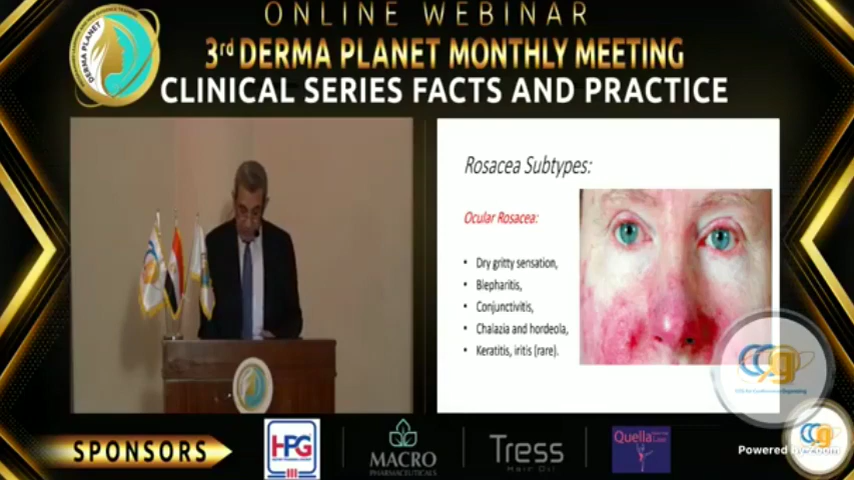 ONLINE WEBINAR
3rd DERMA PLANET MONTHLY MEETING
CLINICAL SERIES FACTS AND PRACTICE
DERMA PLANET
Rosacea Subtypes:
Ocular Rosacea:
• Dry gritty sensation,
• Blepharitis,
• Conjunctivitis,
• Chalazia and hordeola,
• Keratitis, iritis (rare).
SPONSORS
HPG
MACRO
PHARMACEUTICALS
Tress
Hair Oil
Quella
Powered by Zoom